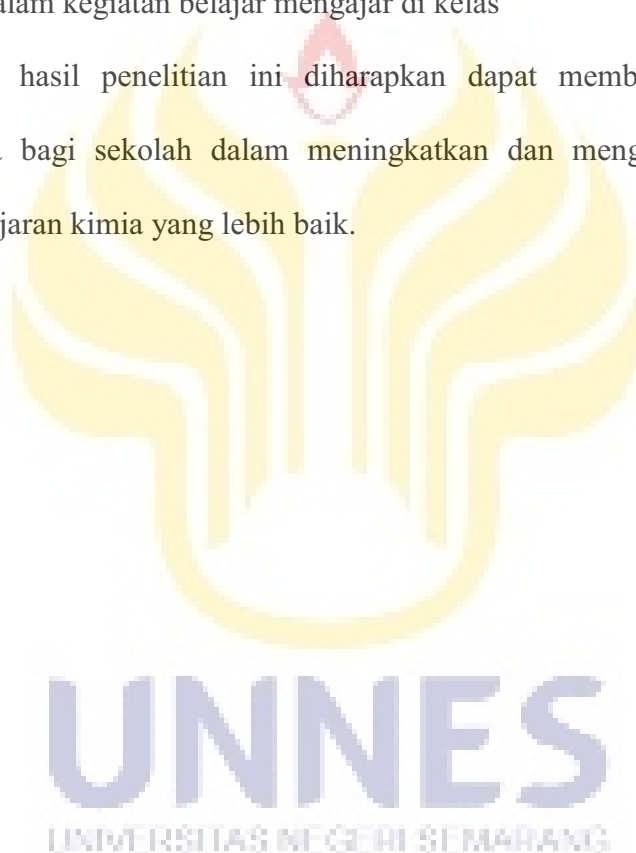 alam kegiatan belajar mengajar di kelas
hasil penelitian ini diharapkan dapat memb
bagi sekolah dalam meningkatkan dan meng
jaran kimia yang lebih baik.
UNNES
UNIVERSITAS NEGERI SEMARANG